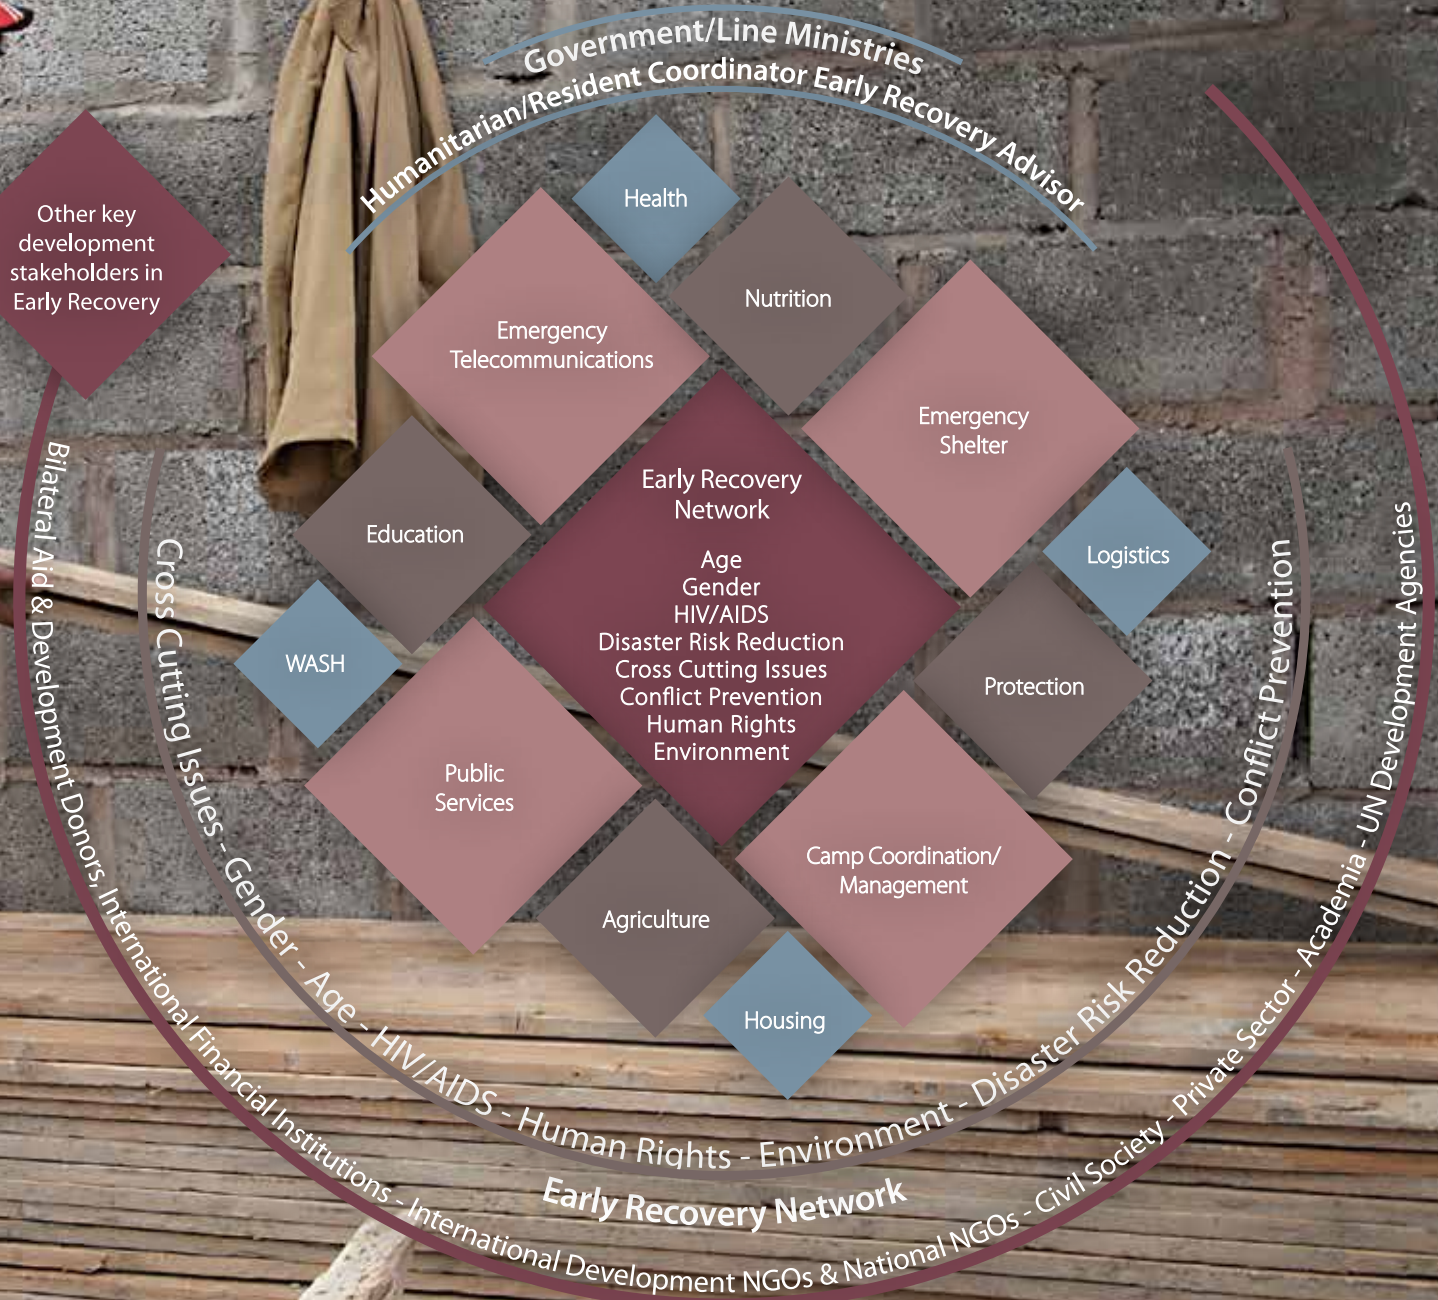 Government/Line Ministries
Humanitarian/Resident Coordinator Early Recovery Advisor
Other key
development
stakeholders in
Early Recovery
Health
Nutrition
Emergency
Telecommunications
Emergency
Shelter
Education
Logistics
Early Recovery
Network
Age
Gender
HIV/AIDS
Disaster Risk Reduction
Cross Cutting Issues
Conflict Prevention
Human Rights
Environment
WASH
Protection
Public
Services
Camp Coordination/
Management
Agriculture
Housing
Cross Cutting Issues - Gender - Age - HIV/AIDS - Human Rights - Environment - Disaster Risk Reduction - Conflict Prevention
Early Recovery Network
Bilateral Aid & Development Donors, International Financial Institutions - International Development NGOs & National NGOs - Civil Society - Private Sector - Academia - UN Development Agencies